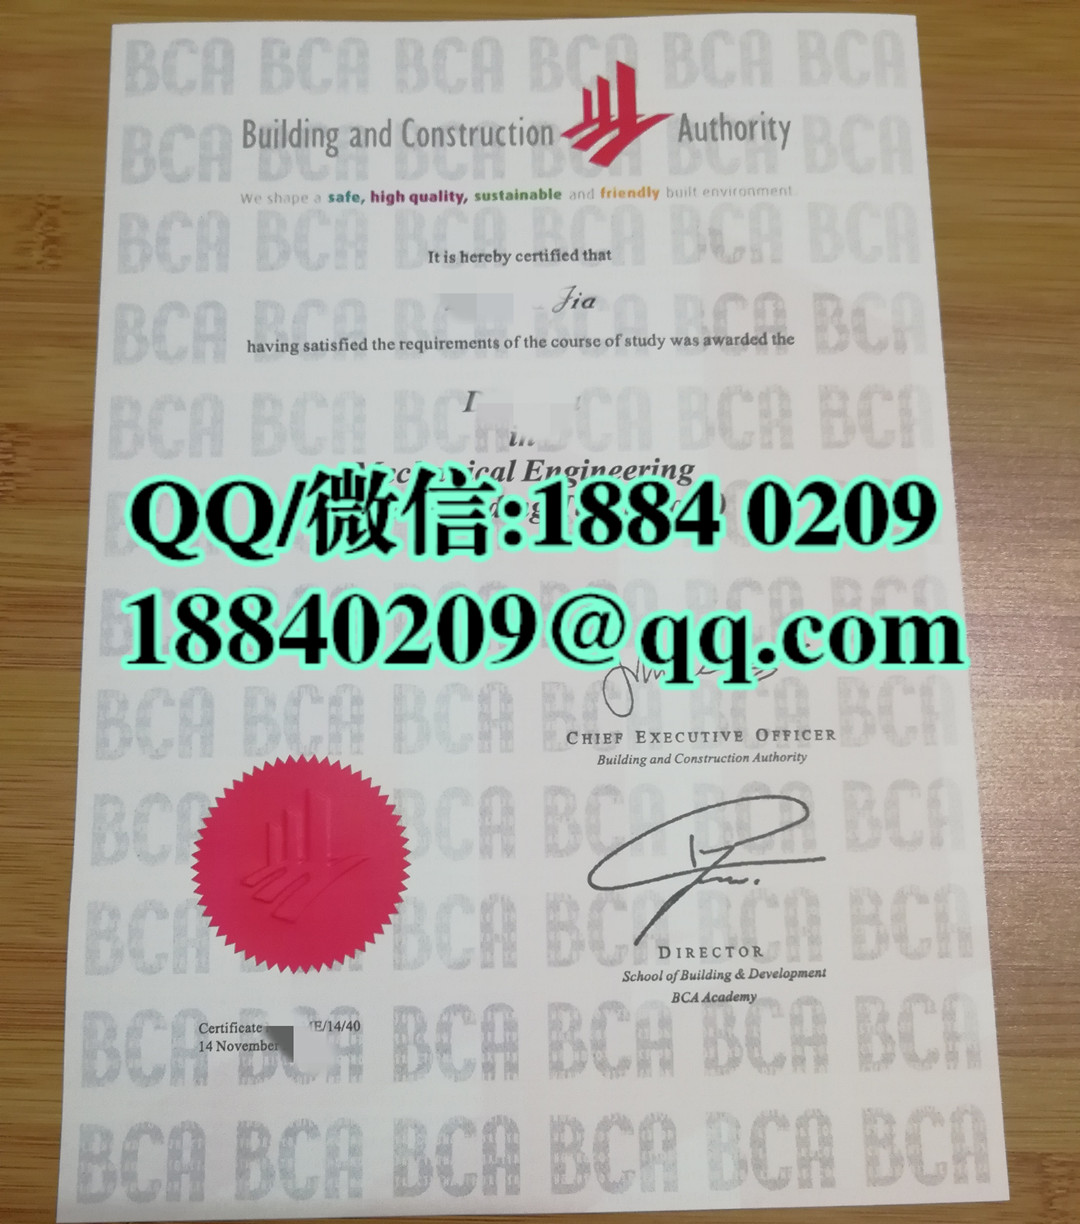 Building and Construction Authority
We shape a safe, high quality, sustainable and friendly built environment
It is hereby certified that
Jia
having satisfied the requirements of the course of study was awarded the
Engineering
QQ/微信:1884 0209
18840209@qq.com
CHIEF EXECUTIVE OFFICER
Building and Construction Authority
DIRECTOR
School of Building & Development
BCA Academy
Certificate E/14/40
14 November